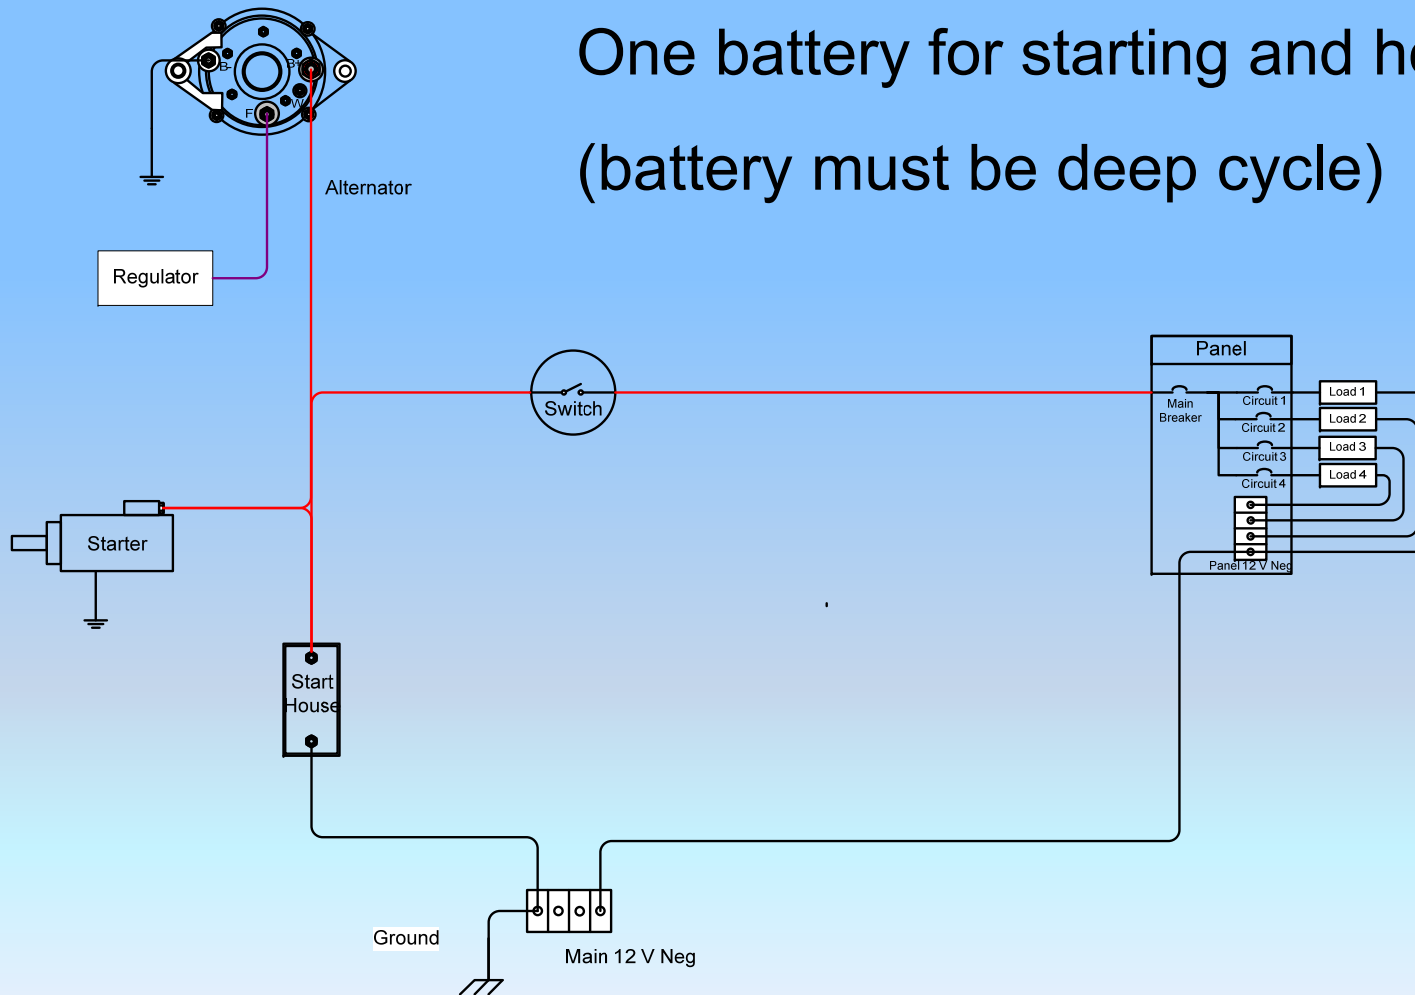 One battery for starting and ho
(battery must be deep cycle)
B-
B+
W
F
Alternator
Regulator
Panel
Switch
Main
Breaker
Circuit 1
Circuit 2
Circuit 3
Circuit 4
Load 1
Load 2
Load 3
Load 4
Panel 12 V Neg
Starter
Start
House
Ground
Main 12 V Neg